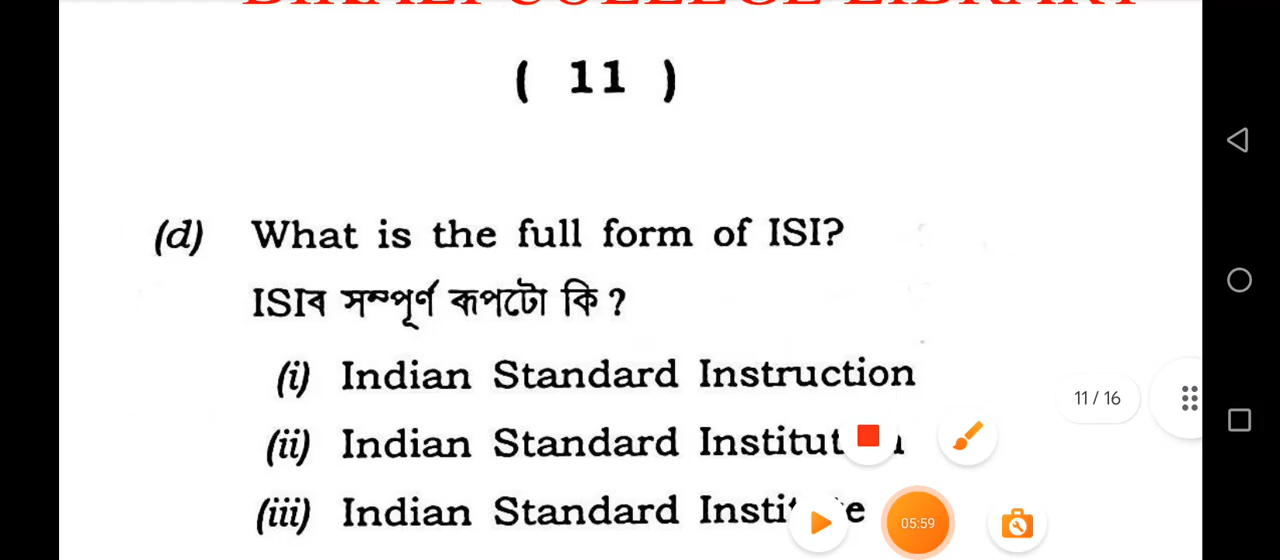 ( 11 )
(d) What is the full form of ISI?
ISIৰ সম্পূৰ্ণ ৰূপটো কি ?
(i) Indian Standard Instruction
11 / 16
(ii) Indian Standard
(iii) Indian Standard
05:59